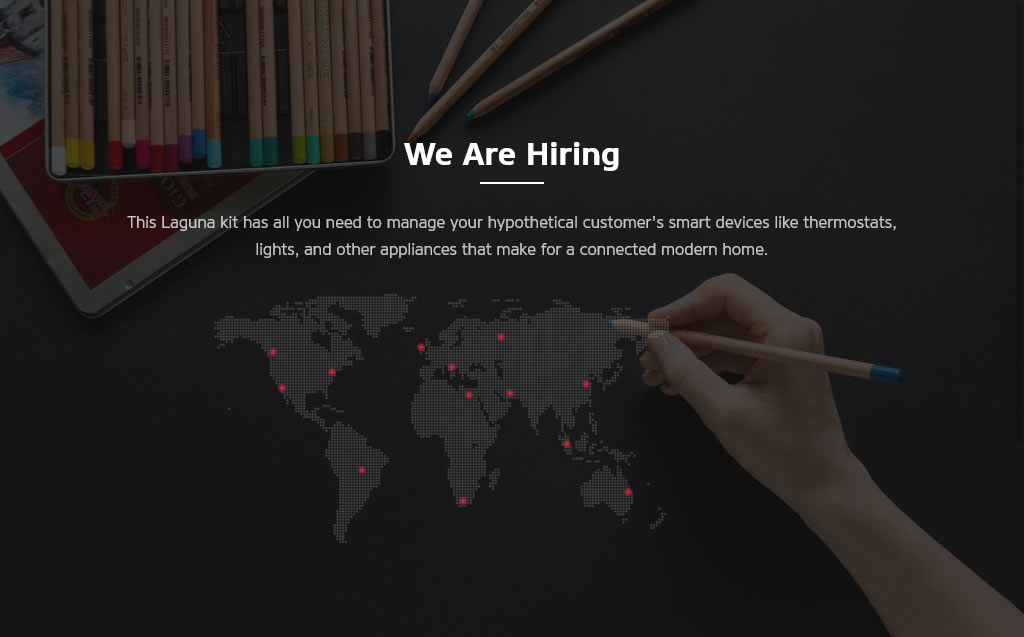 We Are Hiring
This Laguna kit has all you need to manage your hypothetical customer's smart devices like thermostats,
lights, and other appliances that make for a connected modern home.